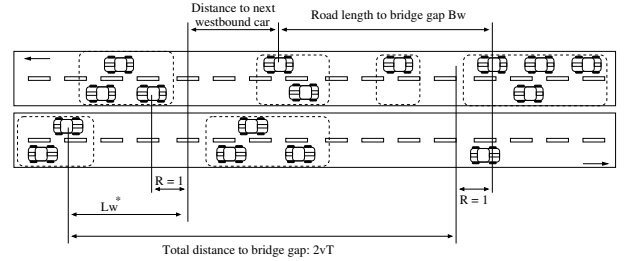 Distance to next
westbound car
Road length to bridge gap Bw
R = 1
Lw*
R = 1
Total distance to bridge gap: 2vT